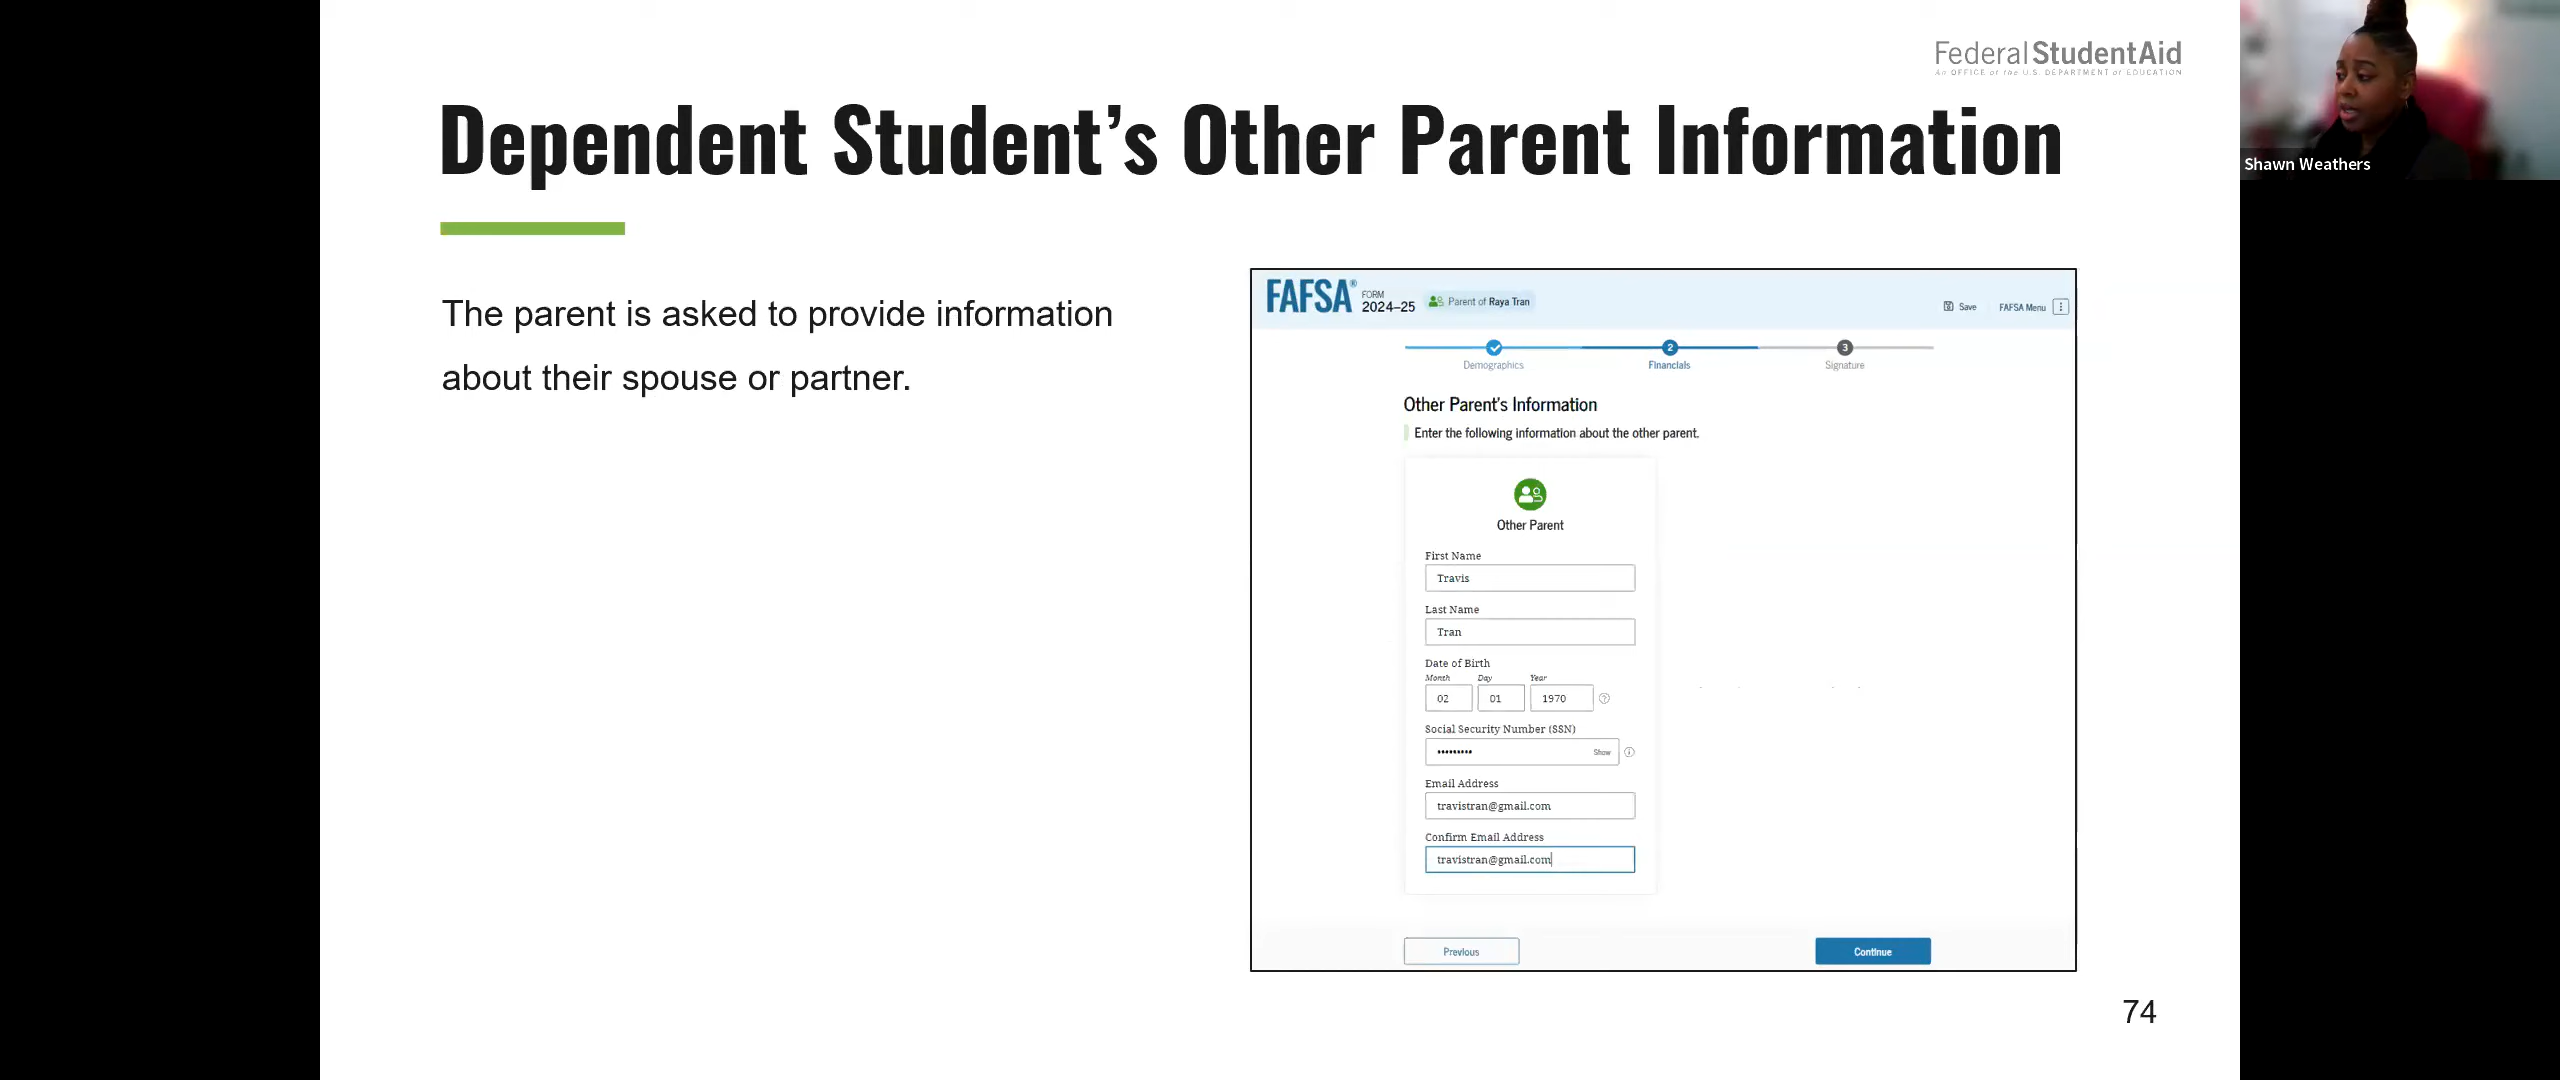 Federal StudentAid
An OFFICE of the U.S. DEPARTMENT of EDUCATION
Shawn Weathers
Dependent Student’s Other Parent Information
The parent is asked to provide information
about their spouse or partner.
FAFSA® FORM 2024–25
Parent of Raya Tran
Save
FAFSA Menu
2
3
Demographics
Financials
Signature
Other Parent's Information
Enter the following information about the other parent.
Other Parent
First Name
Travis
Last Name
Tran
Date of Birth
Month Day Year
02 01 1970
Social Security Number (SSN)
••••••••• Show
Email Address
travistran@gmail.com
Confirm Email Address
travistran@gmail.com
Previous
Continue
74